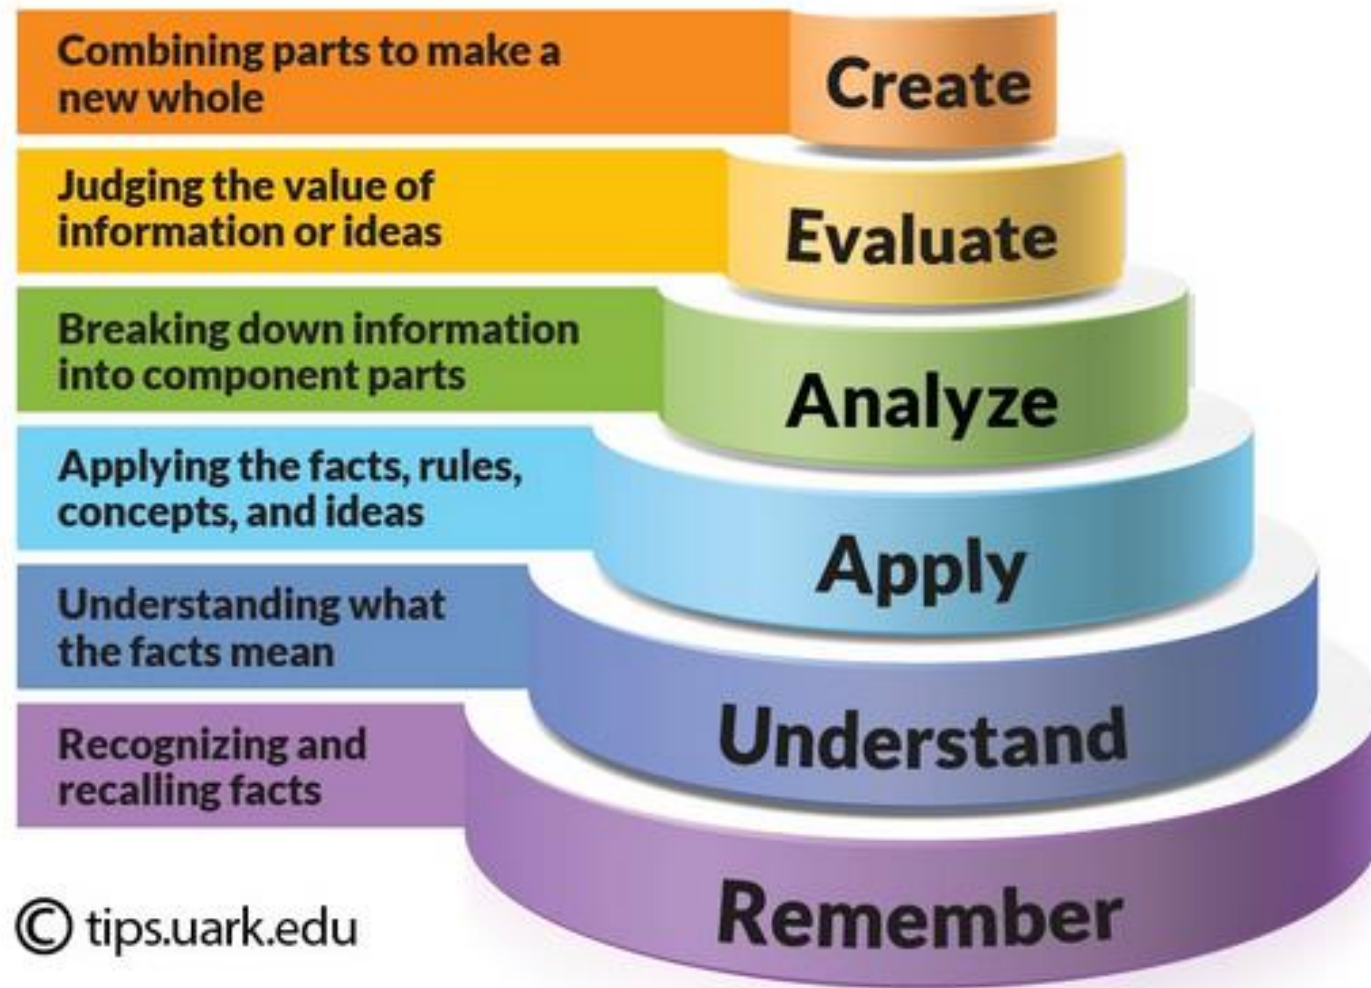 Combining parts to make a
new whole
Create
Judging the value of
information or ideas
Evaluate
Breaking down information
into component parts
Analyze
Applying the facts, rules,
concepts, and ideas
Apply
Understanding what
the facts mean
Understand
Recognizing and
recalling facts
Remember
© tips.uark.edu